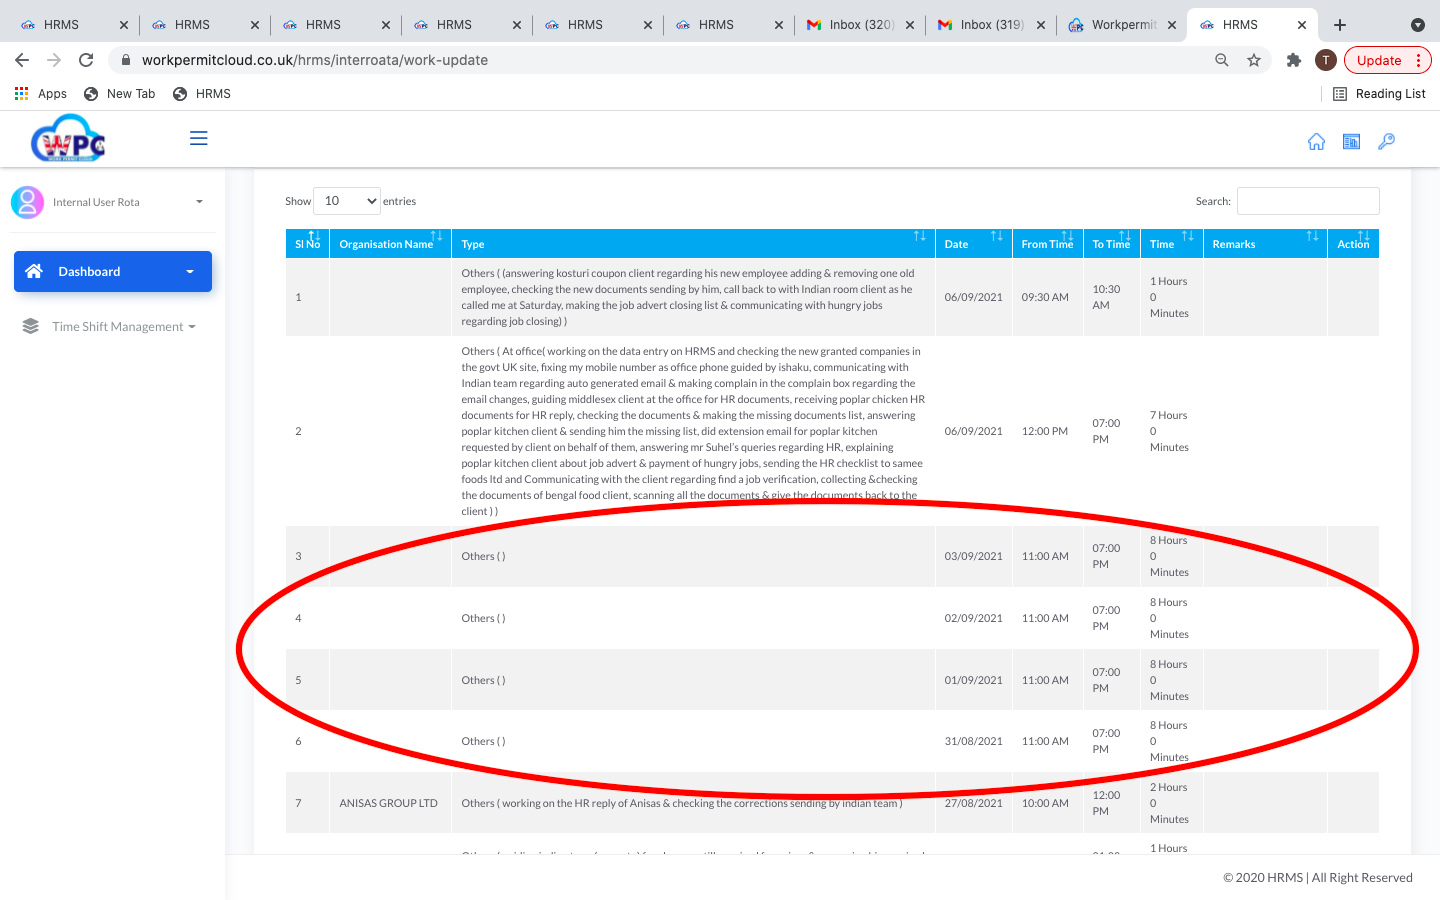 HRMS HRMS HRMS HRMS HRMS HRMS Inbox (320) Inbox (319) Workpermit HRMS
workpermitcloud.co.uk/hrms/interroata/work-update T Update
Apps New Tab HRMS Reading List
WPC
Internal User Rota
Dashboard
Time Shift Management
Show 10 entries Search:
Sl No Organisation Name Type Date From Time To Time Time Remarks Action
1 Others ( (answering kosturi coupon client regarding his new employee adding & removing one old
employee, checking the new documents sending by him, call back to with Indian room client as he
called me at Saturday, making the job advert closing list & communicating with hungry jobs
regarding job closing) )
06/09/2021 09:30 AM 10:30
AM
1 Hours
0
Minutes
2 Others ( At office( working on the data entry on HRMS and checking the new granted companies in
the govt UK site, fixing my mobile number as office phone guided by ishaku, communicating with
Indian team regarding auto generated email & making complain in the complain box regarding the
email changes, guiding middlesex client at the office for HR documents, receiving poplar chicken HR
documents for HR reply, checking the documents & making the missing documents list, answering
poplar kitchen client & sending him the missing list, did extension email for poplar kitchen
requested by client on behalf of them, answering mr Suhel's queries regarding HR, explaining
poplar kitchen client about job advert & payment of hungry jobs, sending the HR checklist to samee
foods ltd and Communicating with the client regarding find a job verification, collecting &checking
the documents of bengal food client, scanning all the documents & give the documents back to the
client ) )
06/09/2021 12:00 PM 07:00
PM
7 Hours
0
Minutes
3 Others ( ) 03/09/2021 11:00 AM 07:00
PM
8 Hours
0
Minutes
4 Others ( ) 02/09/2021 11:00 AM 07:00
PM
8 Hours
0
Minutes
5 Others ( ) 01/09/2021 11:00 AM 07:00
PM
8 Hours
0
Minutes
6 Others ( ) 31/08/2021 11:00 AM 07:00
PM
8 Hours
0
Minutes
7 ANISAS GROUP LTD Others ( working on the HR reply of Anisas & checking the corrections sending by indian team ) 27/08/2021 10:00 AM 12:00
PM
2 Hours
0
Minutes
1 Hours
© 2020 HRMS | All Right Reserved